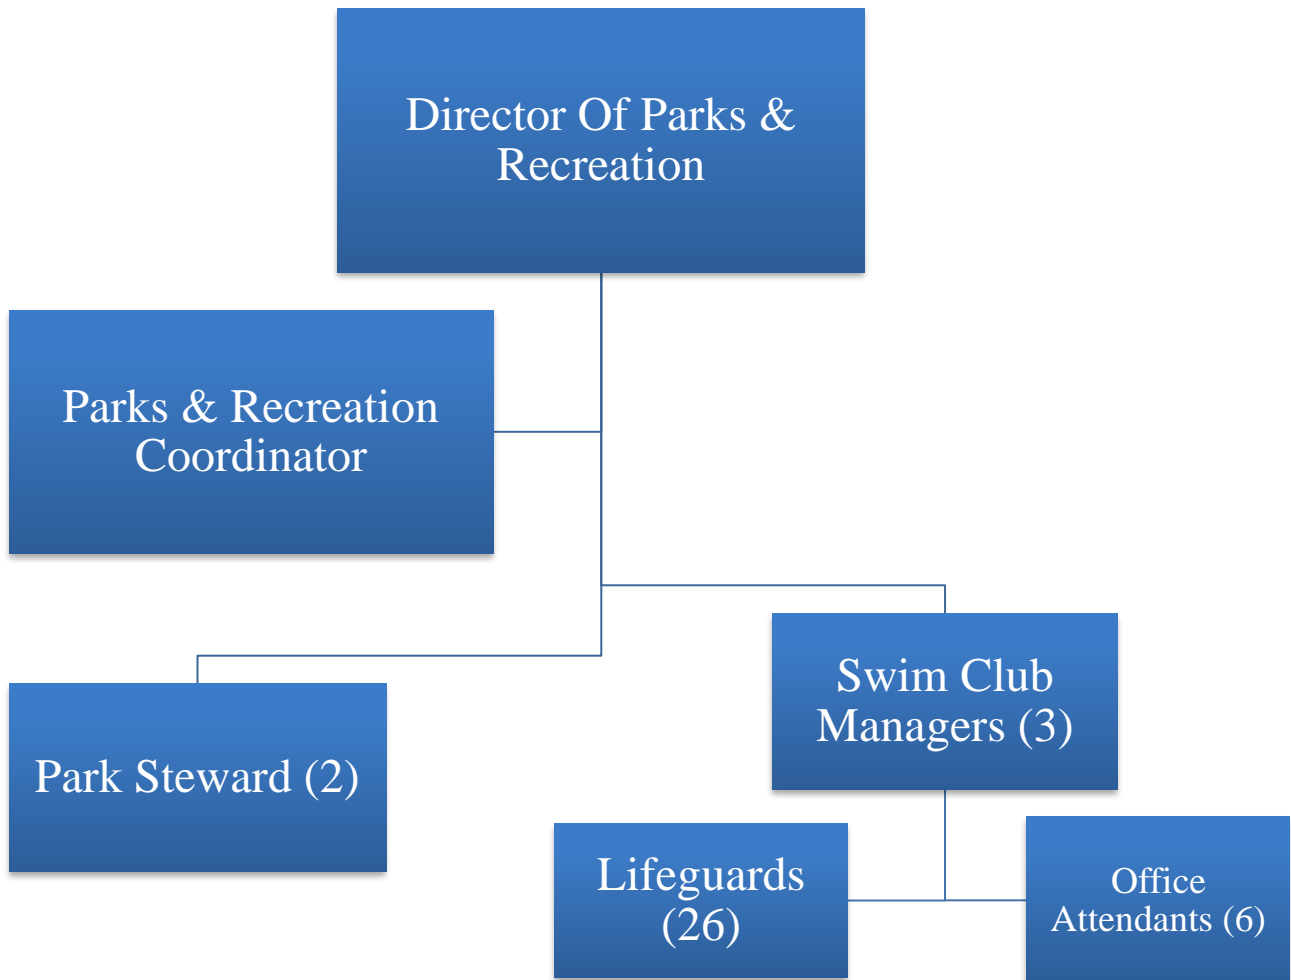 Director Of Parks &
Recreation
Parks & Recreation
Coordinator
Swim Club
Managers (3)
Park Steward (2)
Lifeguards
(26)
Office
Attendants (6)